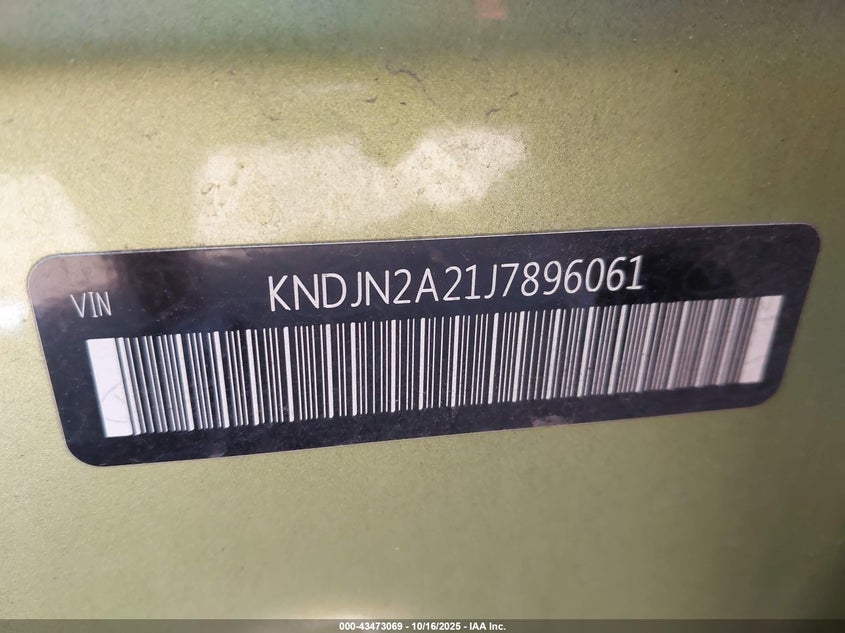 VIN
KNDJN2A21J7896061
000-43473069 | 10/16/2025 - IAA Inc.